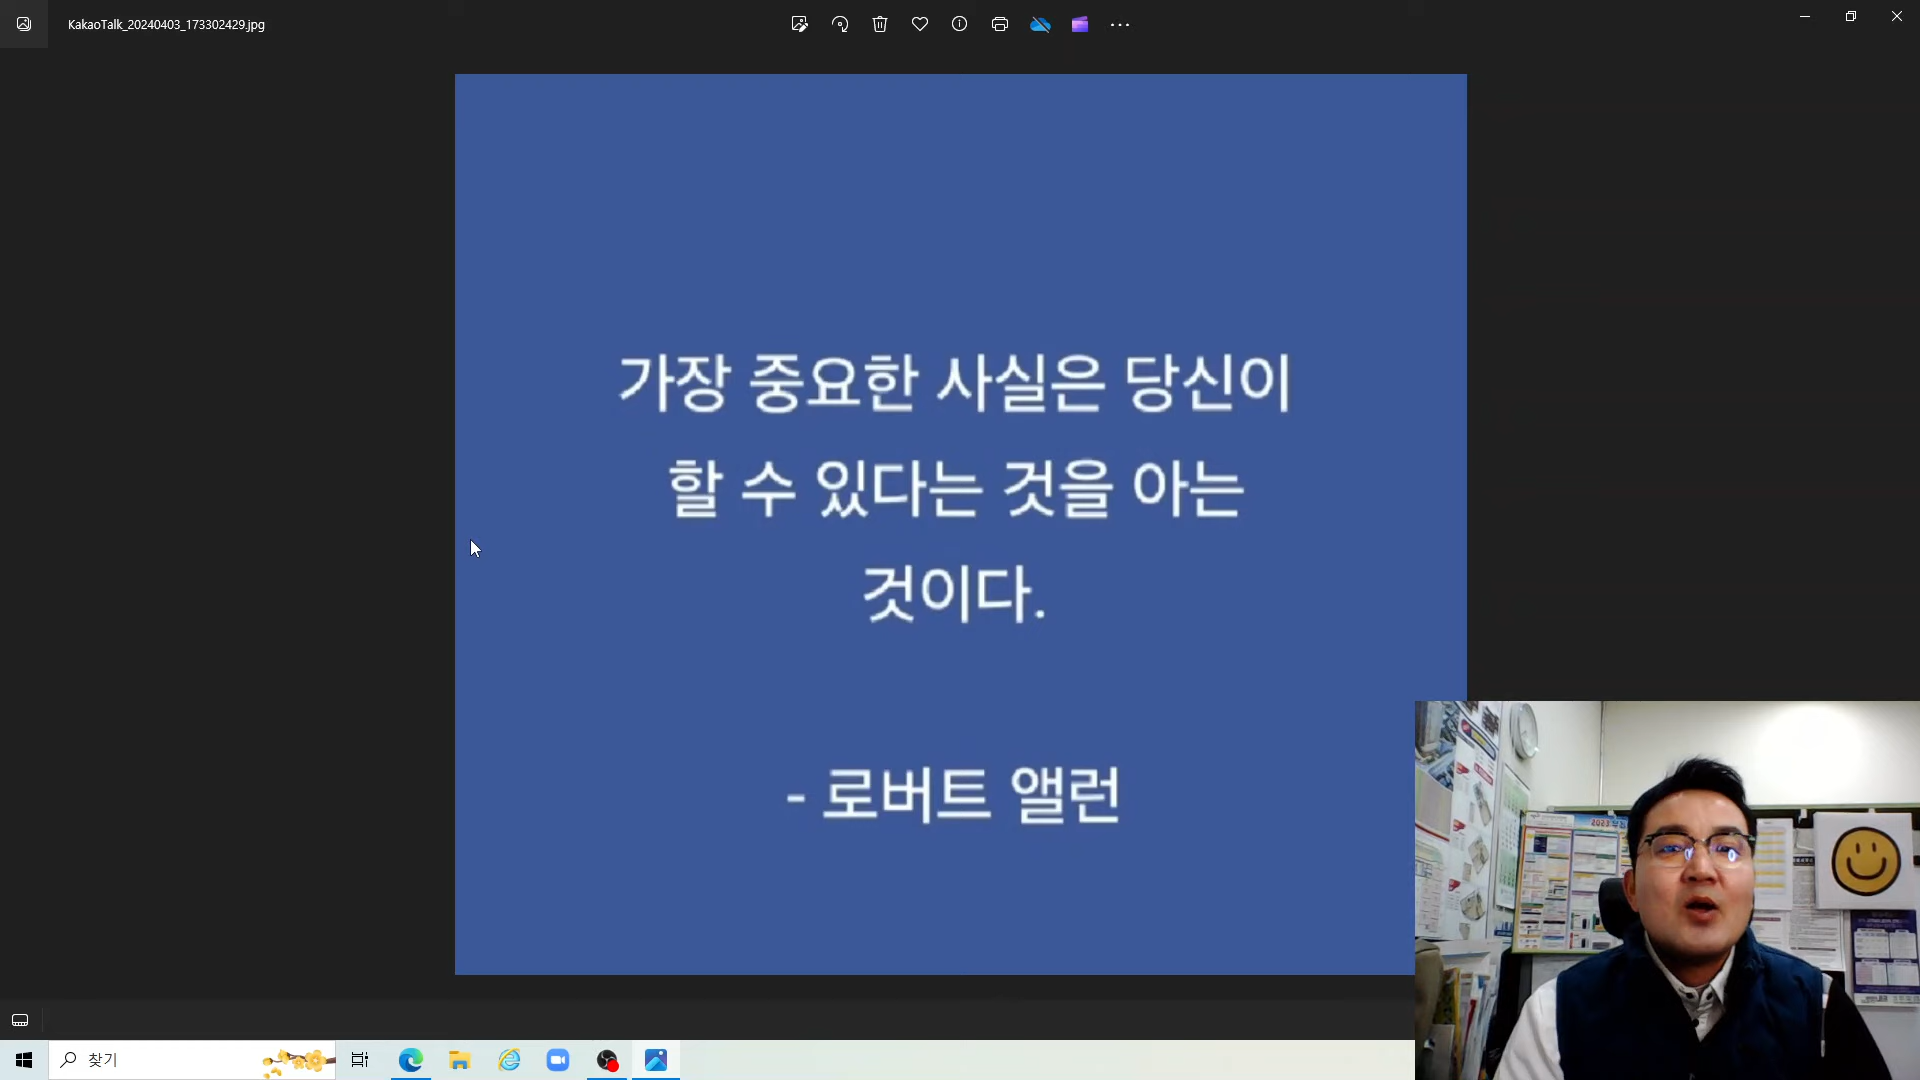 KakaoTalk_20240403_173302429.jpg
가장 중요한 사실은 당신이
할 수 있다는 것을 아는
것이다.
- 로버트 앨런
찾기